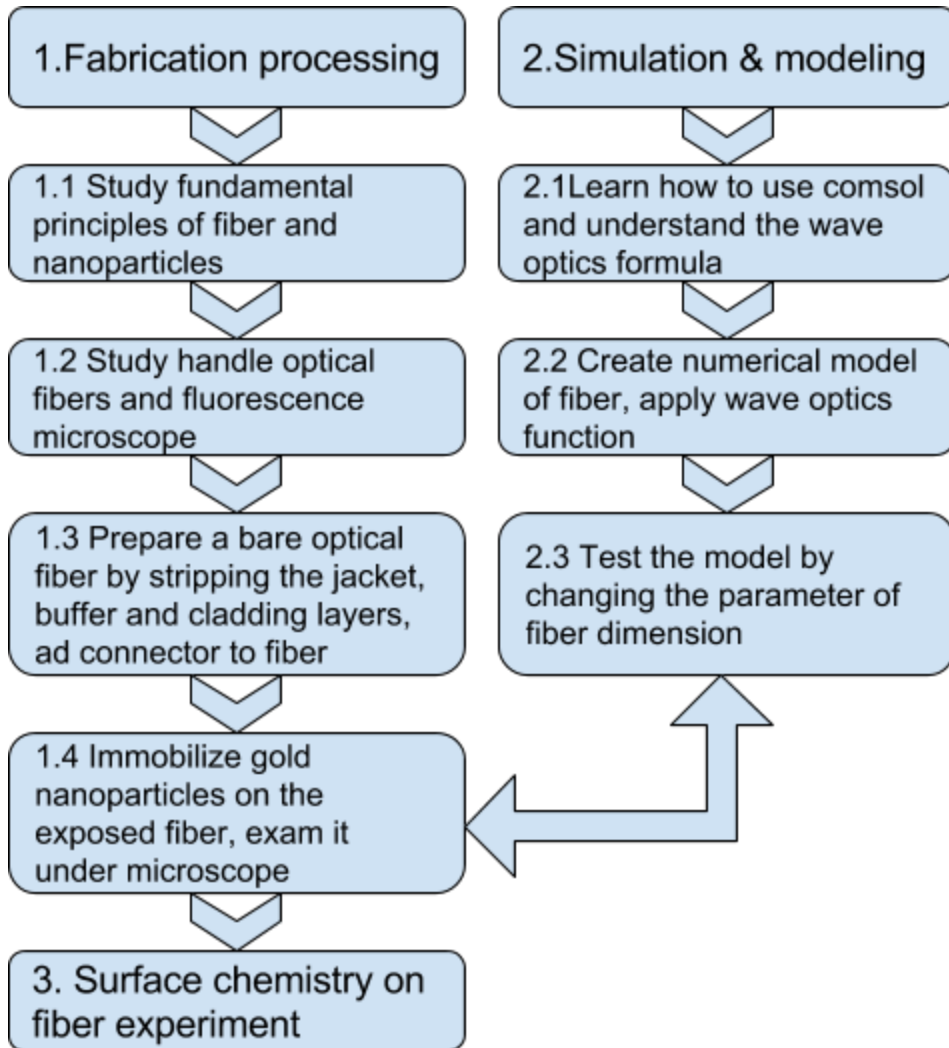 1.Fabrication processing
1.1 Study fundamental
principles of fiber and
nanoparticles
1.2 Study handle optical
fibers and fluorescence
microscope
1.3 Prepare a bare optical
fiber by stripping the jacket,
buffer and cladding layers,
ad connector to fiber
1.4 Immobilize gold
nanoparticles on the
exposed fiber, exam it
under microscope
3. Surface chemistry on
fiber experiment
2.Simulation & modeling
2.1Learn how to use comsol
and understand the wave
optics formula
2.2 Create numerical model
of fiber, apply wave optics
function
2.3 Test the model by
changing the parameter of
fiber dimension